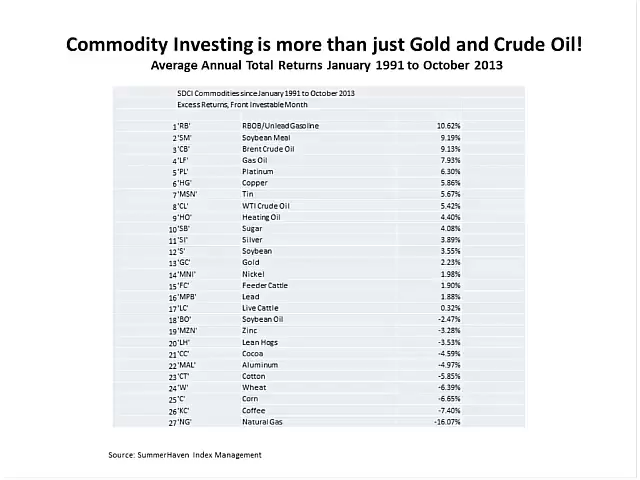 Commodity Investing is more than just Gold and Crude Oil!
Average Annual Total Returns January 1991 to October 2013
SDCI Commodities since January 1991 to October 2013
Excess Returns, Front Investable Month
1 'RB' RBOB/Unlead Gasoline 10.62%
2 'SM' Soybean Meal 9.19%
3 'CB' Brent Crude Oil 9.13%
4 'LF' Gas Oil 7.93%
5 'PL' Platinum 6.30%
6 'HG' Copper 5.86%
7 'MSN' Tin 5.67%
8 'CL' WTI Crude Oil 5.42%
9 'HO' Heating Oil 4.40%
10 'SB' Sugar 4.08%
11 'SI' Silver 3.89%
12 'S' Soybean 3.55%
13 'GC' Gold 2.23%
14 'MNI' Nickel 1.98%
15 'FC' Feeder Cattle 1.90%
16 'MPB' Lead 1.88%
17 'LC' Live Cattle 0.32%
18 'BO' Soybean Oil -2.47%
19 'MZN' Zinc -3.28%
20 'LH' Lean Hogs -3.53%
21 'CC' Cocoa -4.59%
22 'MAL' Aluminum -4.97%
23 'CT' Cotton -5.85%
24 'W' Wheat -6.39%
25 'C' Corn -6.65%
26 'KC' Coffee -7.40%
27 'NG' Natural Gas -16.07%
Source: SummerHaven Index Management